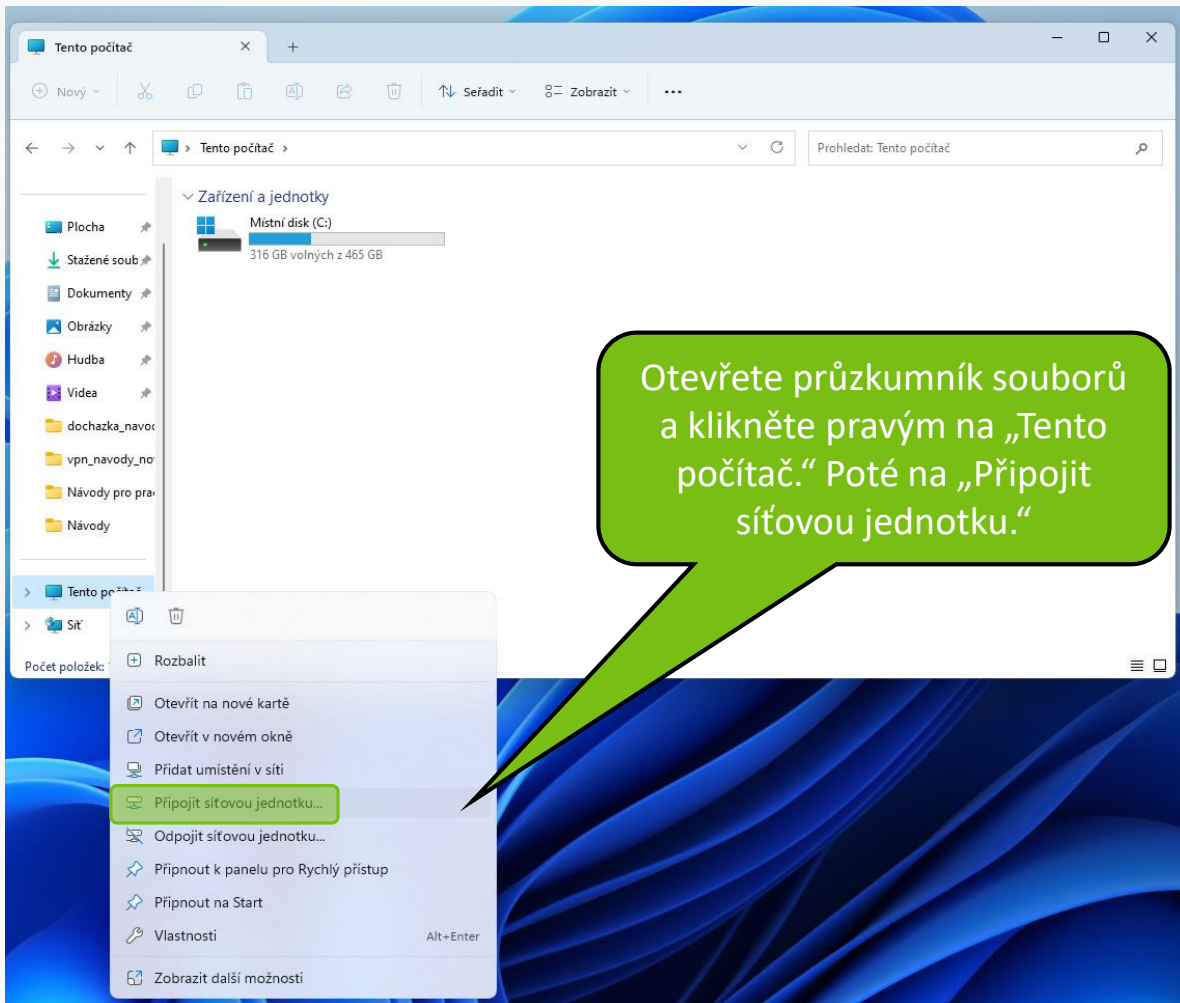 Tento počítač
Nový
Seřadit
Zobrazit
Tento počítač
Prohledat: Tento počítač
Zařízení a jednotky
Místní disk (C:)
316 GB volných z 465 GB
Plocha
Stažené soub
Dokumenty
Obrázky
Hudba
Videa
dochazka_navod
vpn_navody_no
Návody pro pra
Návody
Tento počítač
Síť
Počet položek:
Otevřete průzkumník souborů
a klikněte pravým na „Tento
počítač.“ Poté na „Připojit
síťovou jednotku.“
Rozbalit
Otevřít na nové kartě
Otevřít v novém okně
Přidat umístění v síti
Připojit síťovou jednotku...
Odpojit síťovou jednotku...
Připnout k panelu pro Rychlý přístup
Připnout na Start
Vlastnosti Alt+Enter
Zobrazit další možnosti